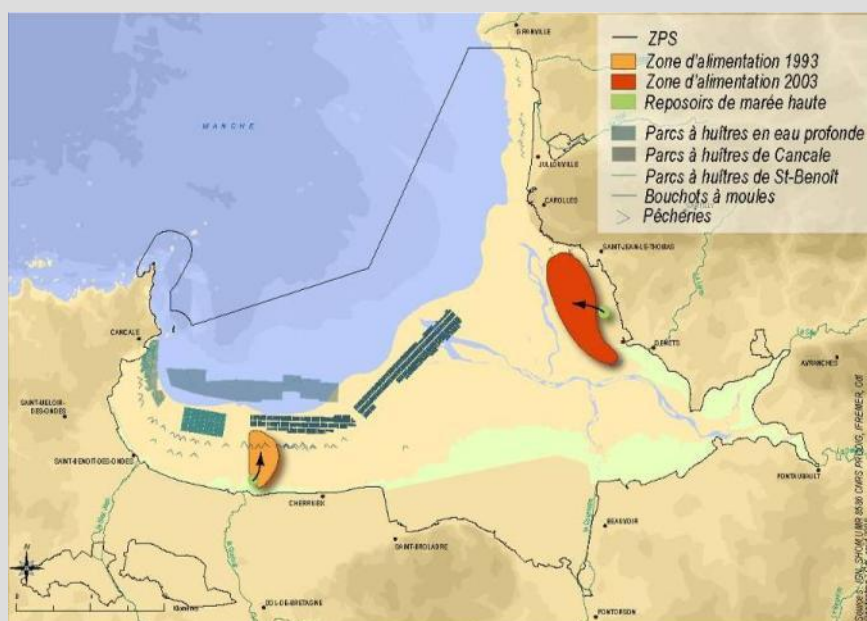 GRANVILLE
ZPS
Zone d'alimentation 1993
Zone d'alimentation 2003
Reposoirs de marée haute
Parcs à huîtres en eau profonde
Parcs à huîtres de Cancale
Parcs à huîtres de St-Benoît
Bouchots à moules
Pêcheries
MANCHE
JULLOUVILLE
CAROLLES
SAINT-JEAN-LE-THOMAS
CANCALE
GENETS
AVRANCHES
SAINT-MELOIR-
DES-ONDES
SAINT-BENOIT-DES-ONDES
CHERRUEIX
PONTAUBAULT
BEAUVOIR
SAINT-BROLADRE
N
DOL-DE-BRETAGNE
PONTORSON